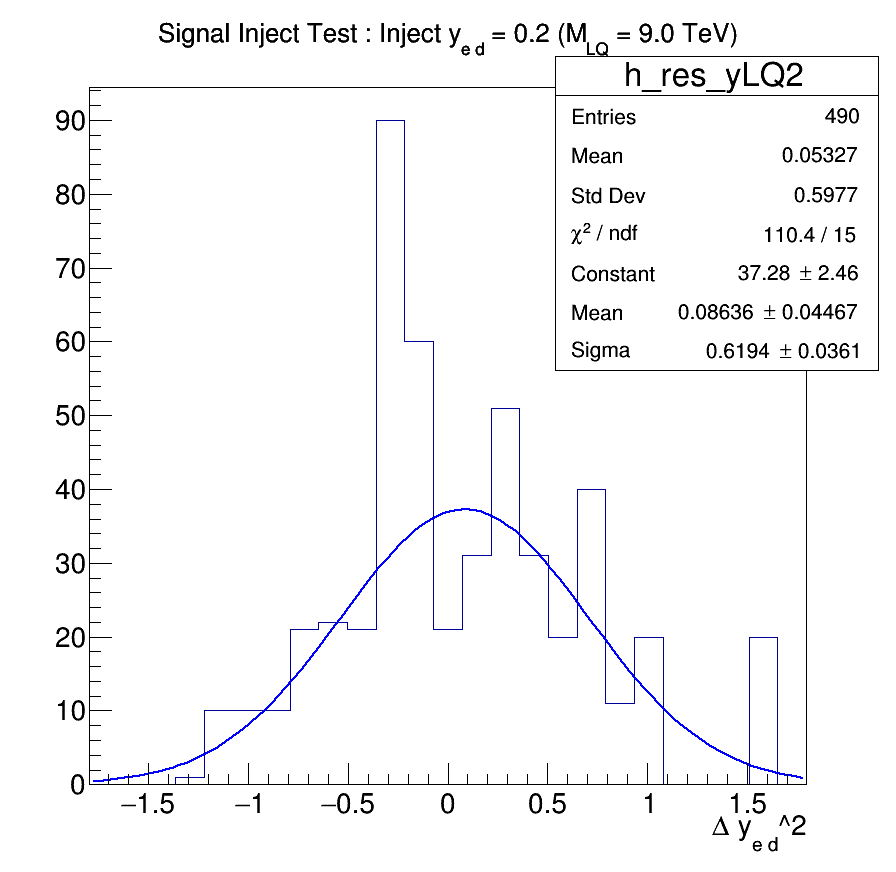 Signal Inject Test : Inject y_{e d} = 0.2 (M_{LQ} = 9.0 TeV)
h_res_yLQ2
Entries 490
Mean 0.05327
Std Dev 0.5977
χ² / ndf 110.4 / 15
Constant 37.28 ± 2.46
Mean 0.08636 ± 0.04467
Sigma 0.6194 ± 0.0361
90
80
70
60
50
40
30
20
10
0
−1.5 −1 −0.5 0 0.5 1 1.5
Δ y_{e d}^2